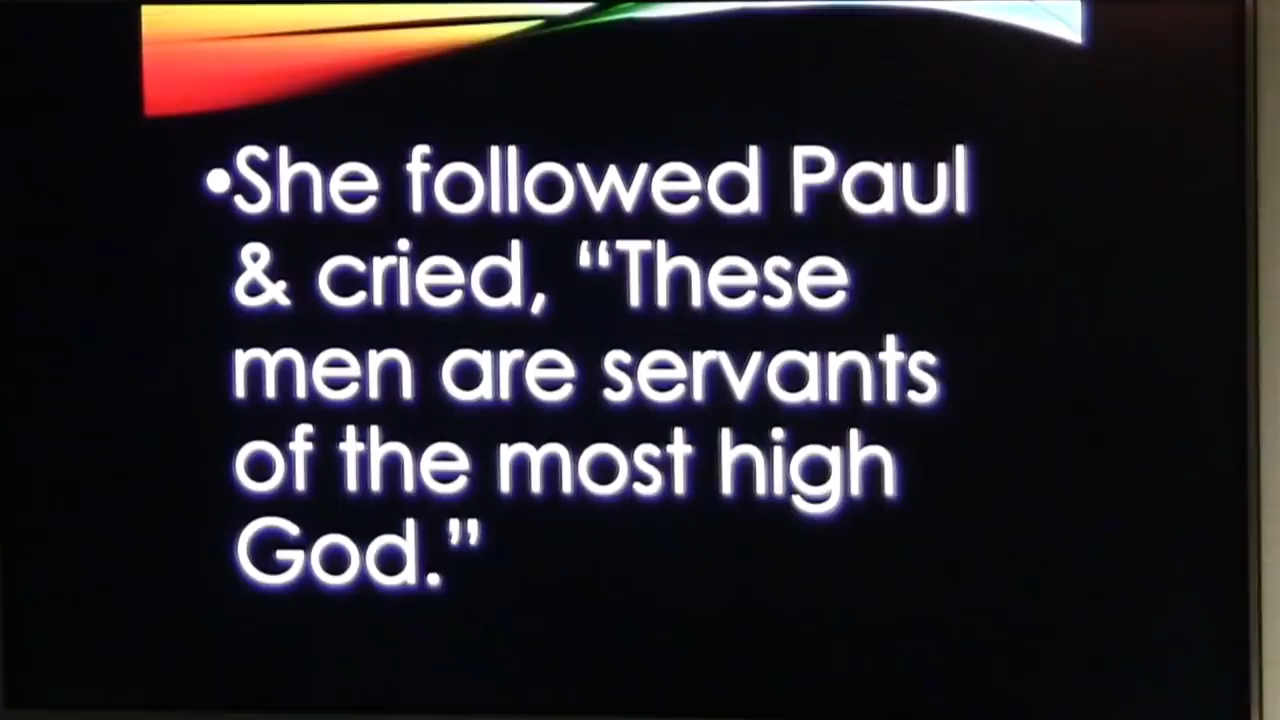 •She followed Paul
& cried, “These
men are servants
of the most high
God.”